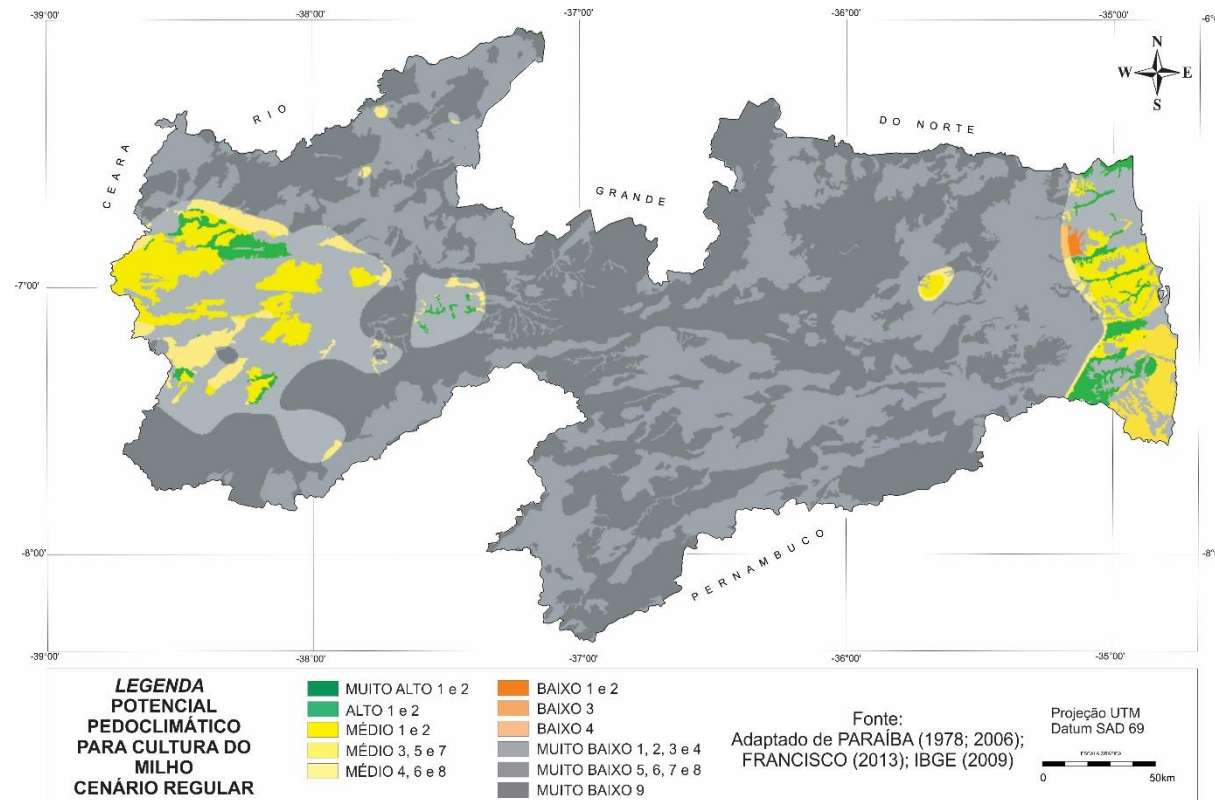 -39°00'
-38°00'
-37°00'
-36°00'
-35°00'
-6°0
N
W E
S
RIO
DO NORTE
CEARA
GRANDE
-7°00'
-7°
-8°00'
-8°
PERNAMBUCO
-39°00'
-38°00'
-37°00'
-36°00'
-35°00'
LEGENDA
POTENCIAL
PEDOCLIMÁTICO
PARA CULTURA DO
MILHO
CENÁRIO REGULAR
MUITO ALTO 1 e 2
ALTO 1 e 2
MÉDIO 1 e 2
MÉDIO 3, 5 e 7
MÉDIO 4, 6 e 8
BAIXO 1 e 2
BAIXO 3
BAIXO 4
MUITO BAIXO 1, 2, 3 e 4
MUITO BAIXO 5, 6, 7 e 8
MUITO BAIXO 9
Fonte:
Adaptado de PARAÍBA (1978; 2006);
FRANCISCO (2013); IBGE (2009)
Projeção UTM
Datum SAD 69
ESCALA GRÁFICA
0 50km